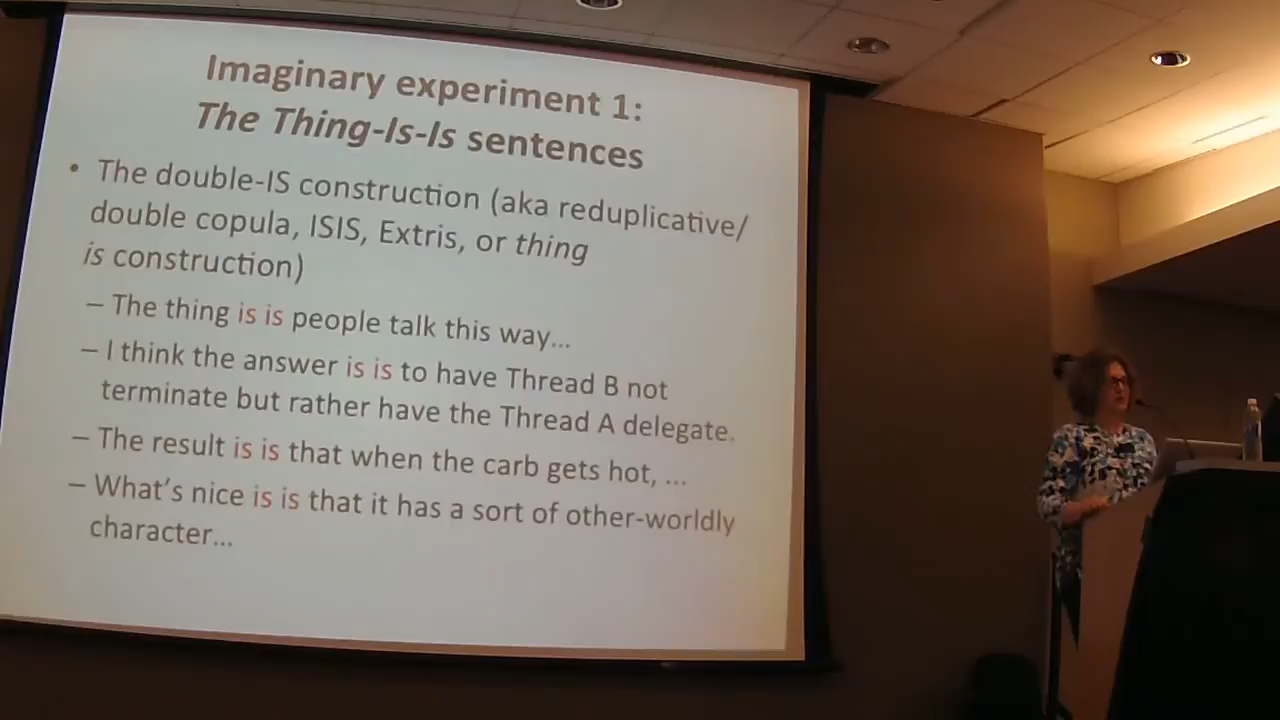 Imaginary experiment 1:
The Thing-Is-Is sentences
• The double-IS construction (aka reduplicative/
double copula, ISIS, Extris, or thing
is construction)
– The thing is is people talk this way...
– I think the answer is is to have Thread B not
terminate but rather have the Thread A delegate.
– The result is is that when the carb gets hot, ...
– What's nice is is that it has a sort of other-worldly
character...